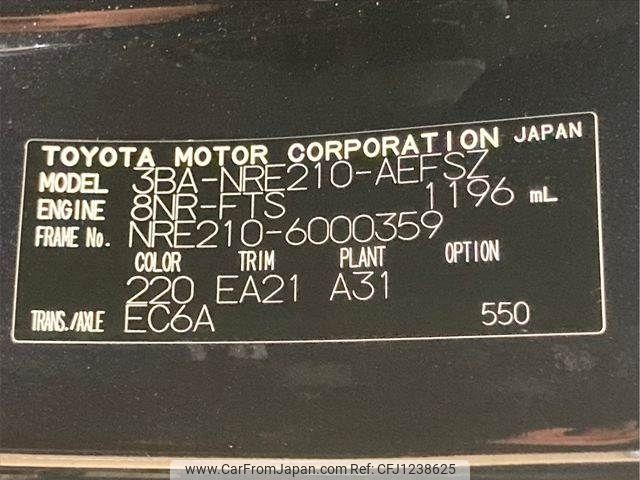 TOYOTA MOTOR CORPORATION JAPAN
MODEL 3BA-NRE210-AEFSZ
ENGINE 8NR-FTS 1196 mL
FRAME No. NRE210-6000359
COLOR TRIM PLANT OPTION
220 EA21 A31
TRANS./AXLE EC6A 550
www.CarFromJapan.com - CFJ1238625